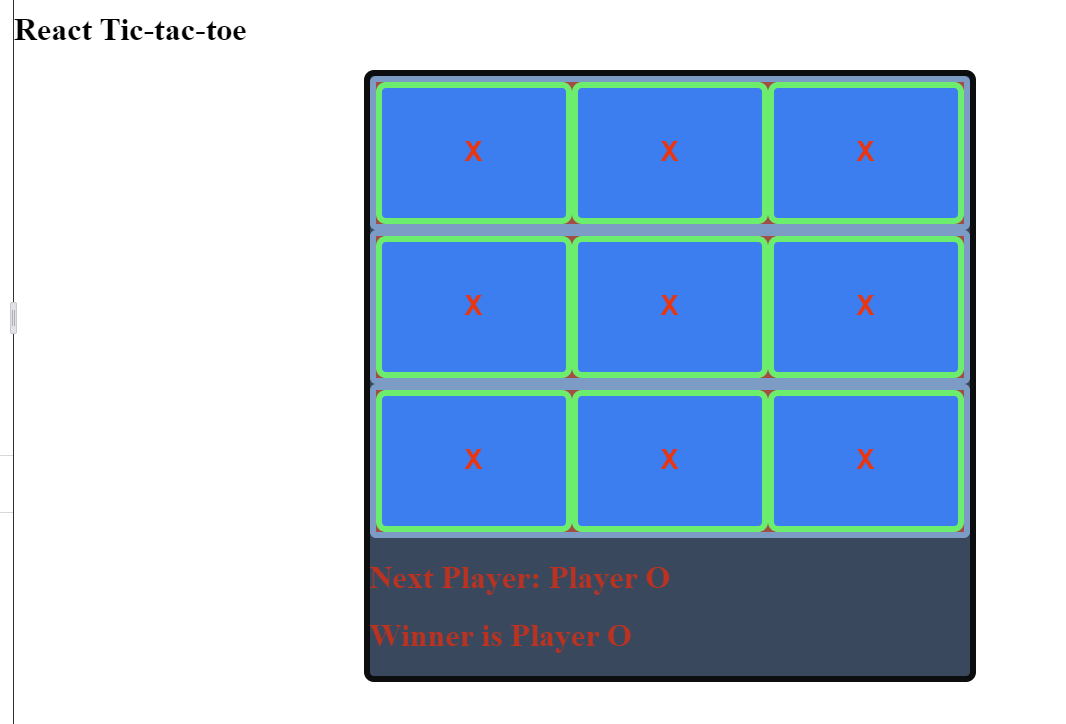 React Tic-tac-toe
X X X
X X X
X X X
Next Player: Player O
Winner is Player O